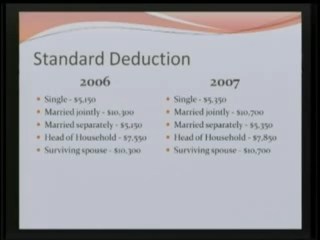 Standard Deduction
2006
Single - $5,150
Married jointly - $10,300
Married separately - $5,150
Head of Household - $7,550
Surviving spouse - $10,300
2007
Single - $5,350
Married jointly - $10,700
Married separately - $5,350
Head of Household - $7,850
Surviving spouse - $10,700